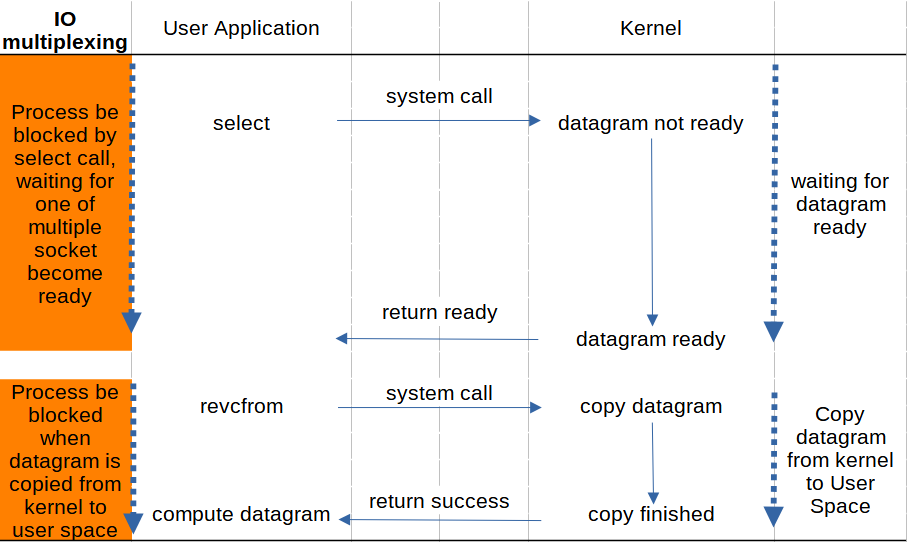 IO
multiplexing
User Application
Kernel
Process be
blocked by
select call,
waiting for
one of
multiple
socket
become
ready
select
system call
datagram not ready
waiting for
datagram
ready
return ready
datagram ready
Process be
blocked
when
datagram is
copied from
kernel to
user space
revcfrom
system call
copy datagram
Copy
datagram
from kernel
to User
Space
compute datagram
return success
copy finished